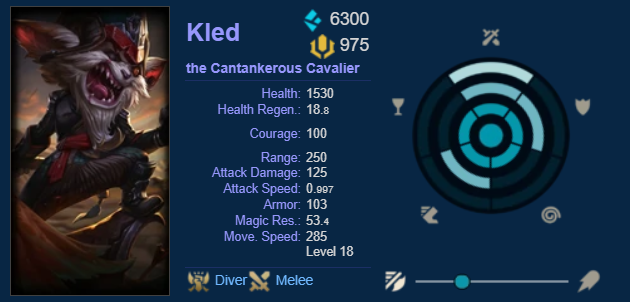 Kled
6300
975
the Cantankerous Cavalier
Health: 1530
Health Regen.: 18.8
Courage: 100
Range: 250
Attack Damage: 125
Attack Speed: 0.997
Armor: 103
Magic Res.: 53.4
Move. Speed: 285
Level 18
Diver Melee